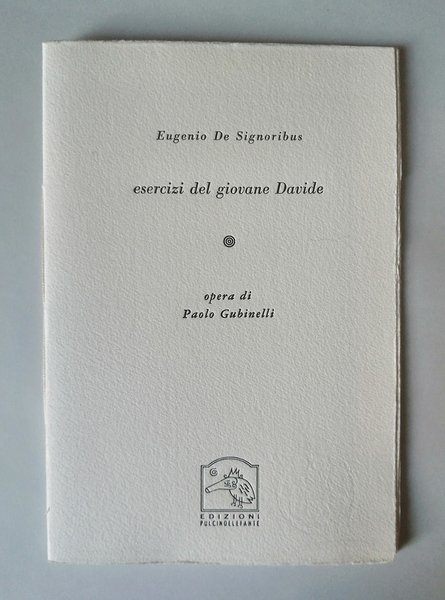 Eugenio De Signoribus
esercizi del giovane Davide
opera di
Paolo Gubinelli
EDIZIONI
PULCINOELEFANTE